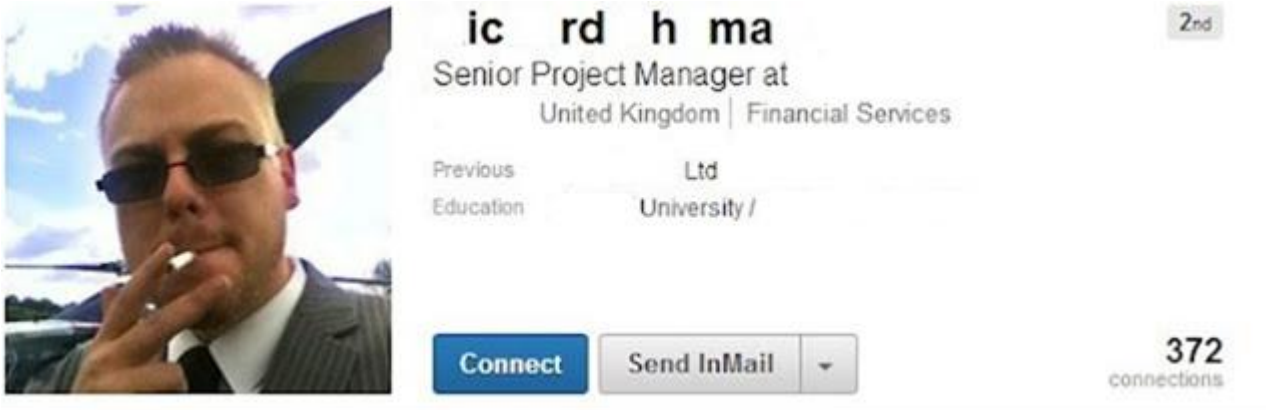 ic rd h ma
2nd
Senior Project Manager at
United Kingdom | Financial Services
Previous Ltd
Education University /
Connect
Send InMail
372
connections